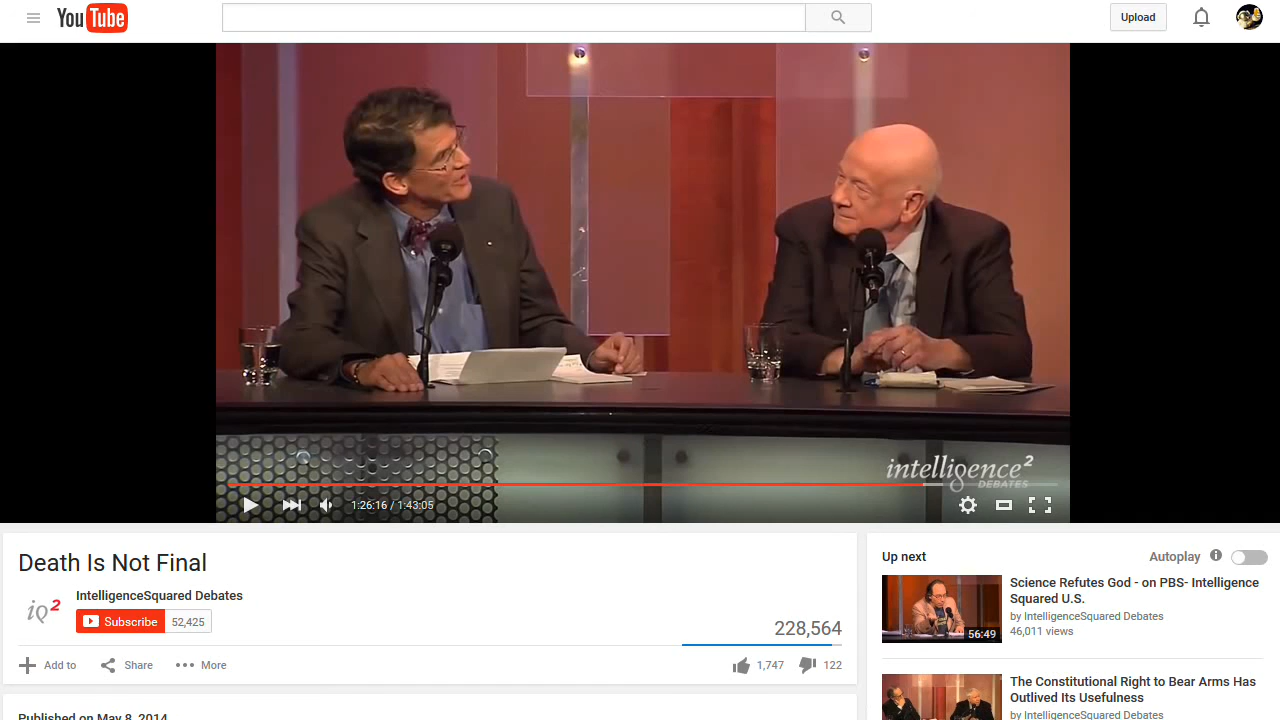 YouTube
Upload
intelligence²
DEBATES
1:26:16 / 1:43:05
Death Is Not Final
iQ2
IntelligenceSquared Debates
Subscribe 52,425
228,564
Add to Share More 1,747 122
Published on May 8, 2014
Up next Autoplay
56:49
Science Refutes God - on PBS- Intelligence
Squared U.S.
by IntelligenceSquared Debates
46,011 views
The Constitutional Right to Bear Arms Has
Outlived Its Usefulness
by IntelligenceSquared Debates